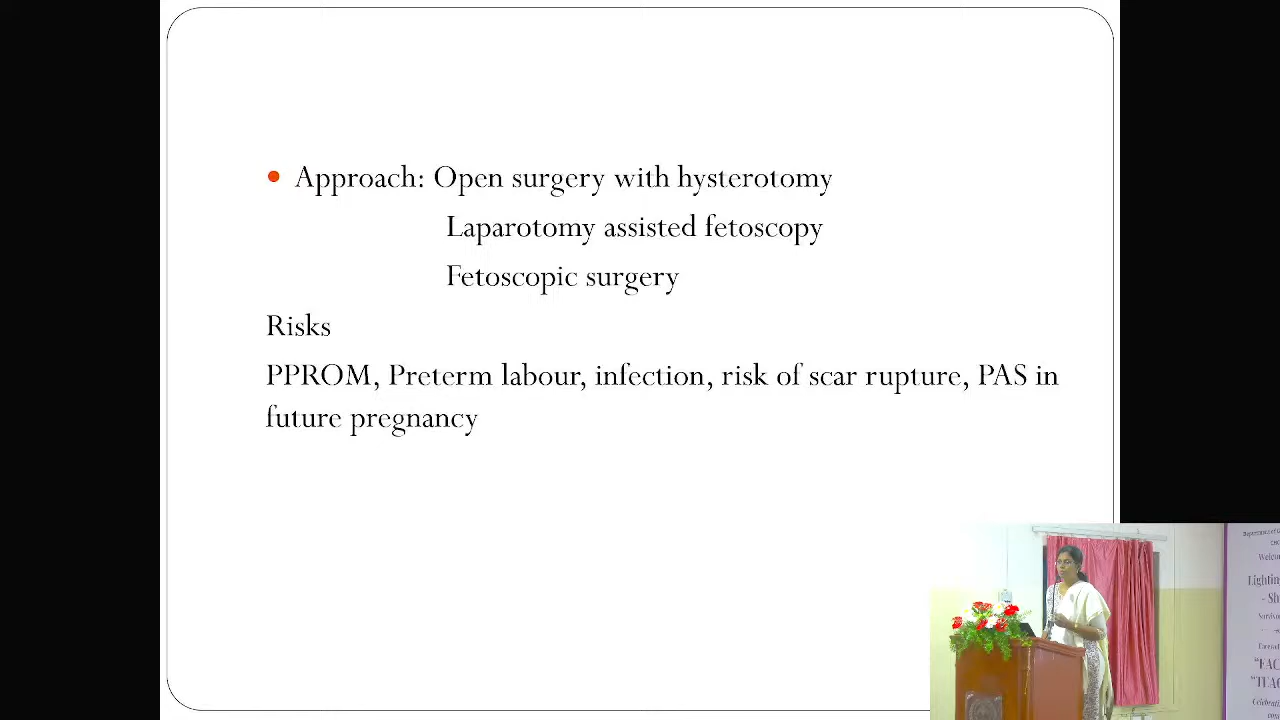 Approach: Open surgery with hysterotomy
Laparotomy assisted fetoscopy
Fetoscopic surgery
Risks
PPROM, Preterm labour, infection, risk of scar rupture, PAS in
future pregnancy
Lighting